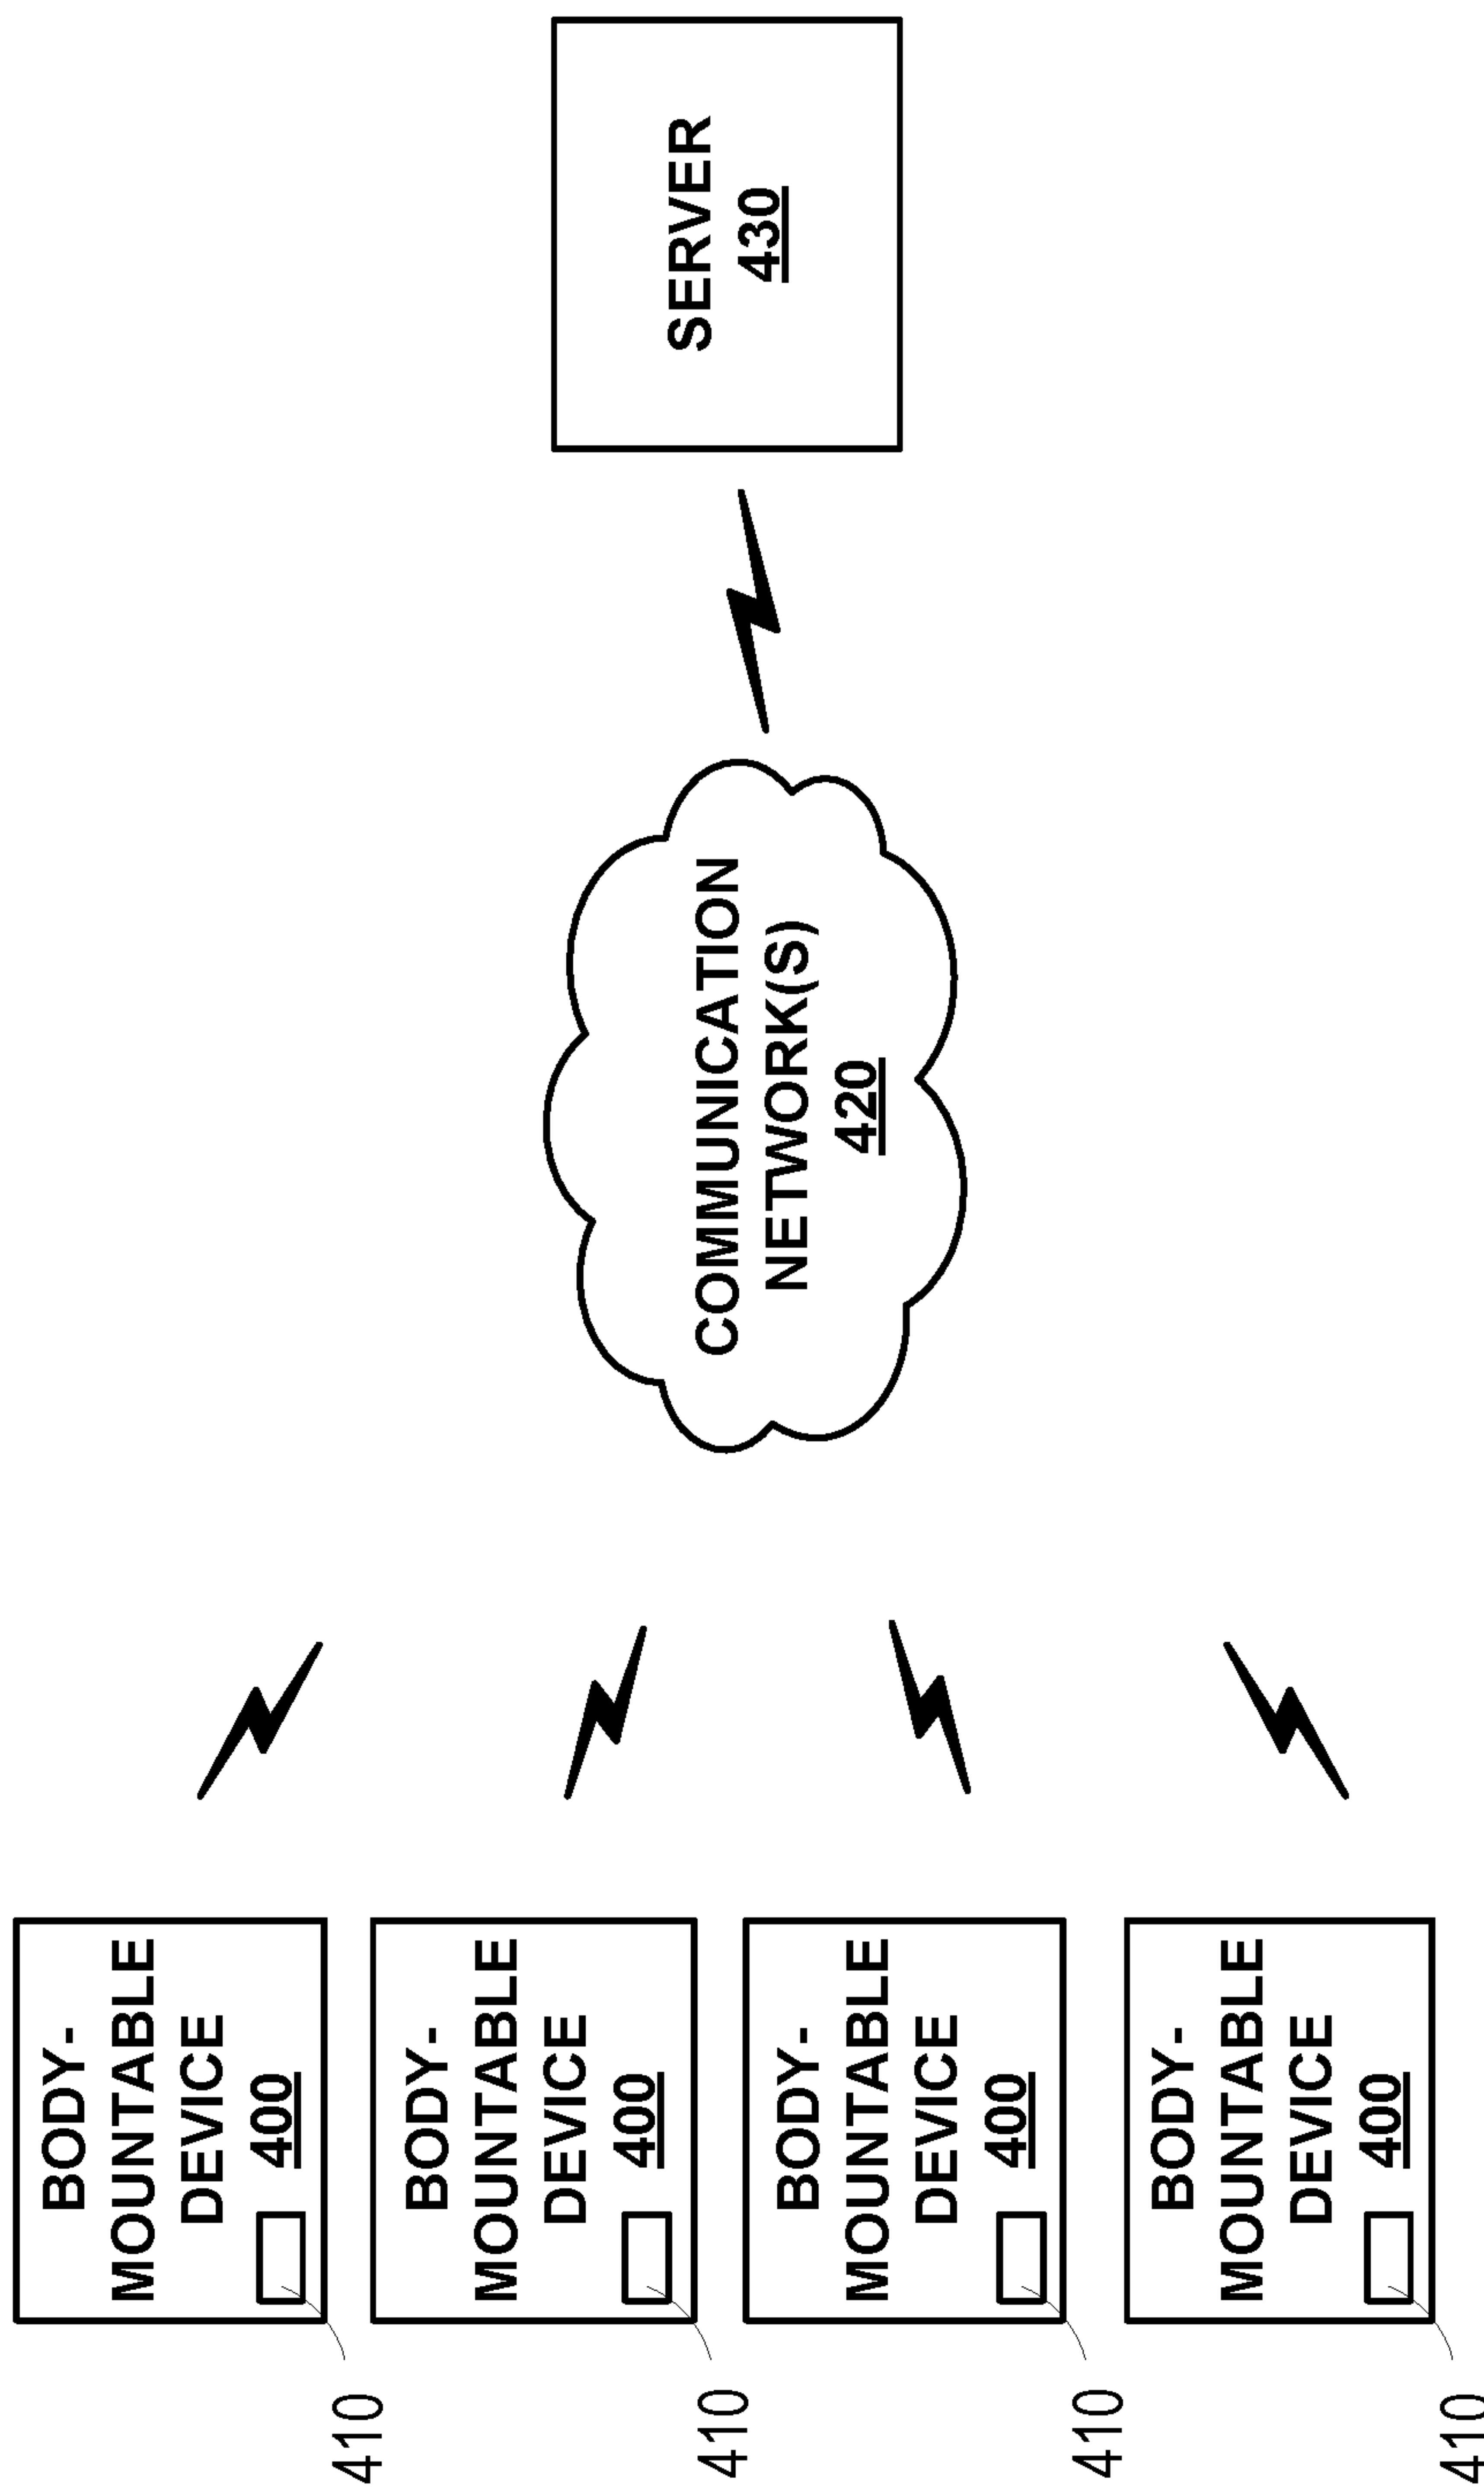 BODY-
MOUNTABLE
DEVICE
400
410
BODY-
MOUNTABLE
DEVICE
400
410
BODY-
MOUNTABLE
DEVICE
400
410
BODY-
MOUNTABLE
DEVICE
400
410
COMMUNICATION
NETWORK(S)
420
SERVER
430